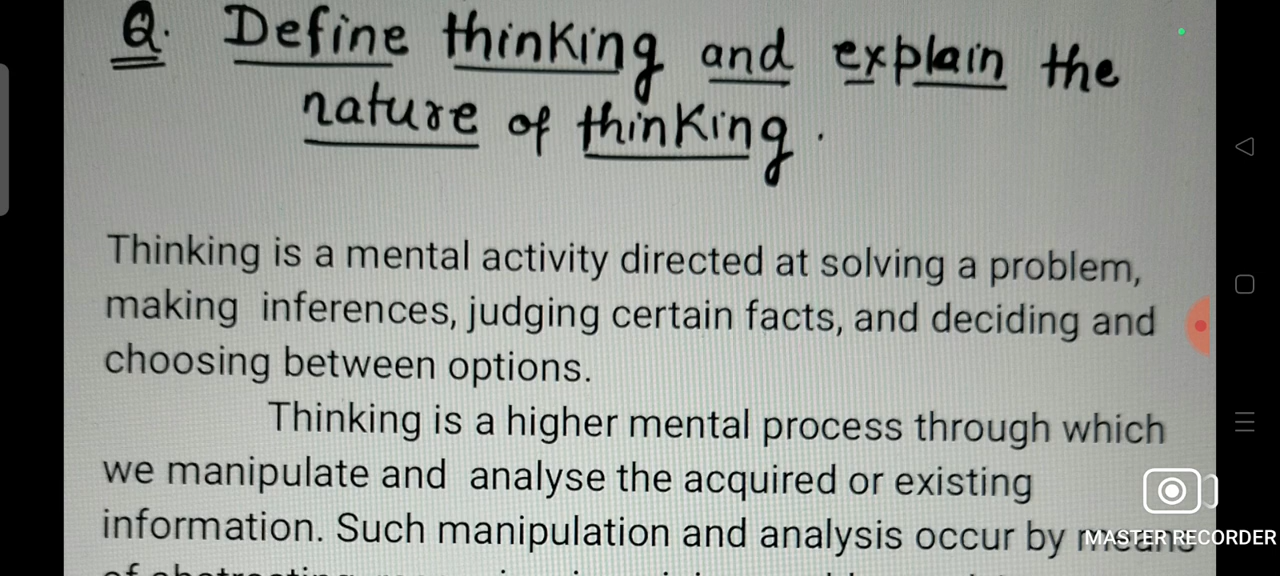 Q. Define thinking and explain the
nature of thinking.
Thinking is a mental activity directed at solving a problem,
making inferences, judging certain facts, and deciding and
choosing between options.
Thinking is a higher mental process through which
we manipulate and analyse the acquired or existing
information. Such manipulation and analysis occur by means
MASTER RECORDER